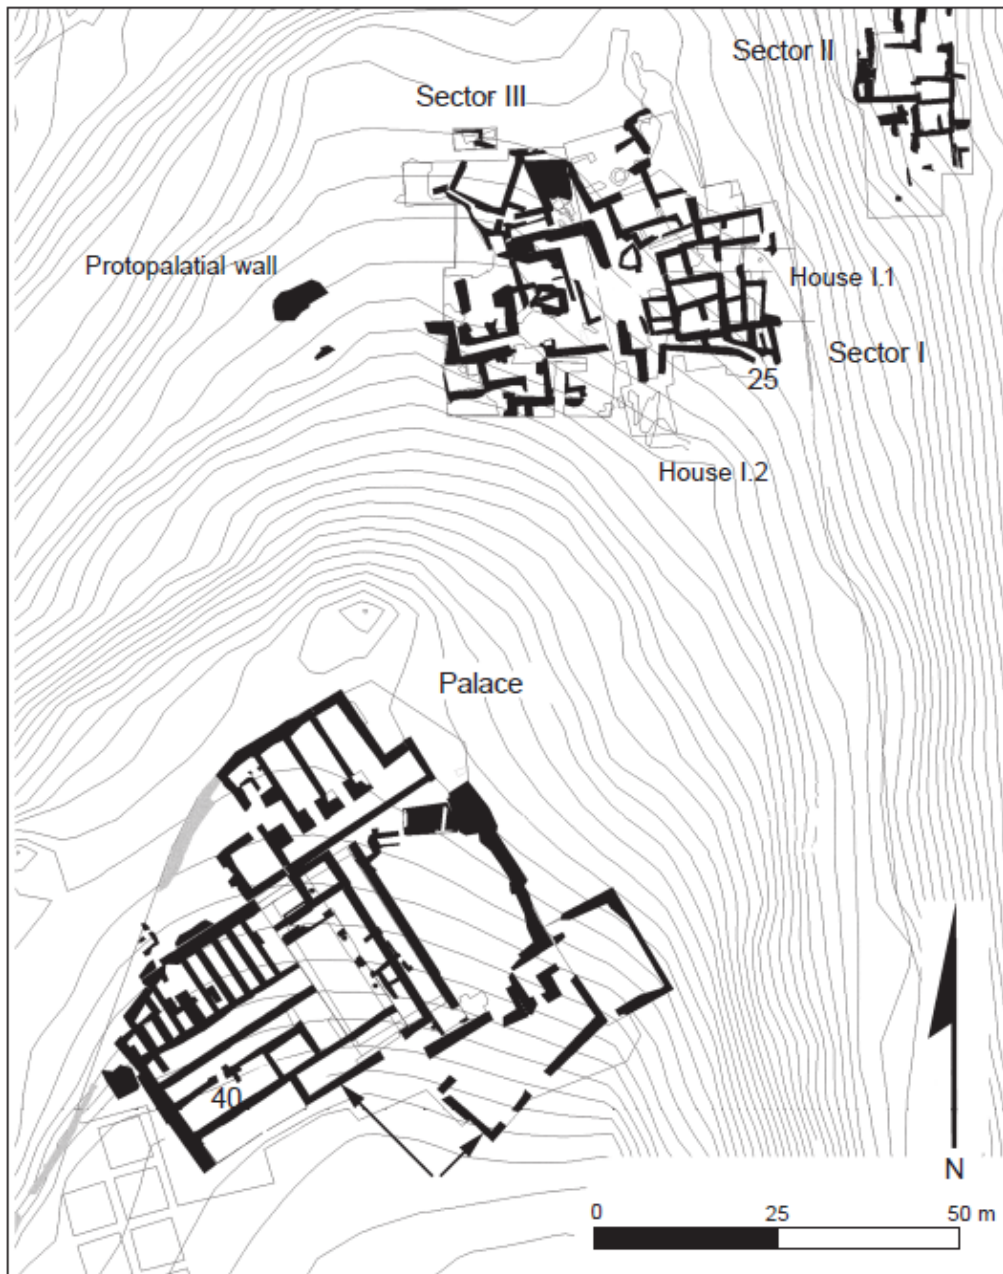 Sector II
Sector III
Protopalatial wall
House I.1
Sector I
25
House I.2
Palace
40
N
0 25 50 m